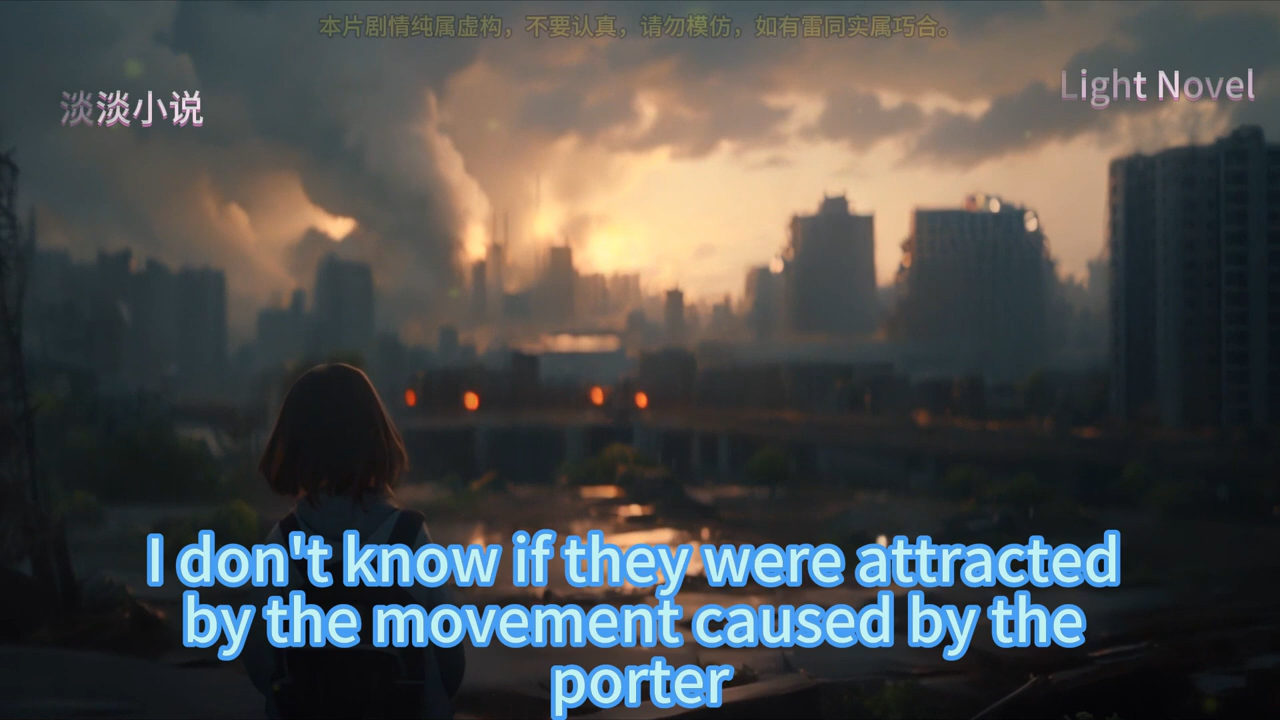 本片剧情纯属虚构，不要认真，请勿模仿，如有雷同实属巧合。
淡淡小说
Light Novel
I don't know if they were attracted
by the movement caused by the
porter